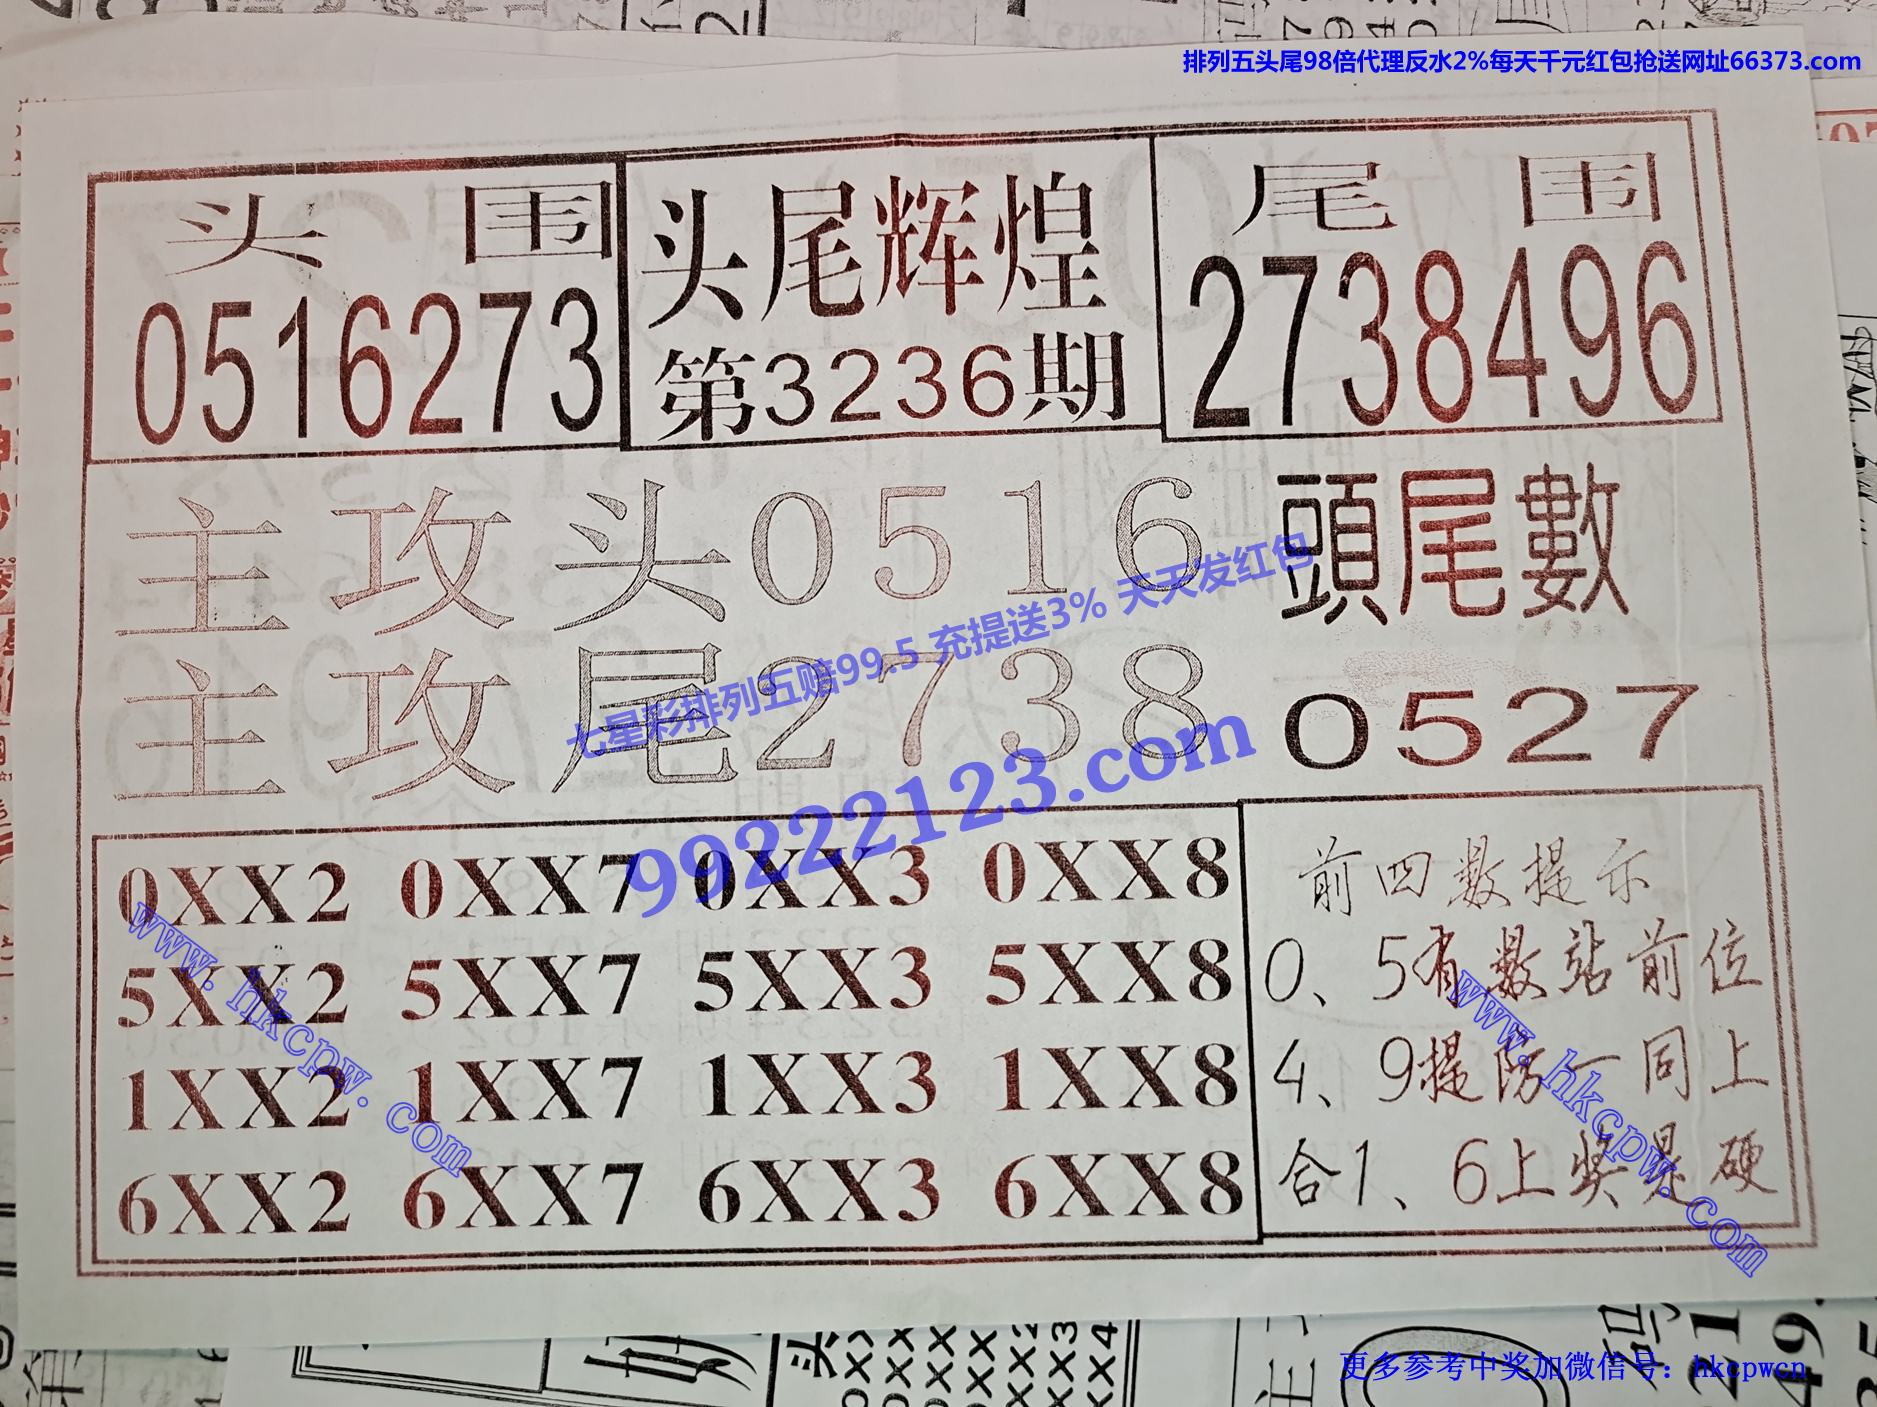 排列五头尾98倍代理反水2%每天千元红包抢送网址66373.com
头 围
0516273
头尾辉煌
第3236期
尾 围
2738496
主攻头0516
主攻尾2738
頭尾數
0527
七星彩排列五赔99.5 充提送3% 天天发红包
99222123.com
0XX2 0XX7 0XX3 0XX8
5XX2 5XX7 5XX3 5XX8
1XX2 1XX7 1XX3 1XX8
6XX2 6XX7 6XX3 6XX8
前四数提示
0、5有数站前位
4、9提防一同上
合1、6上奖是硬
www.hkcpw.com
www.hkcpw.com
更多参考中奖加微信号：hkcpwcn